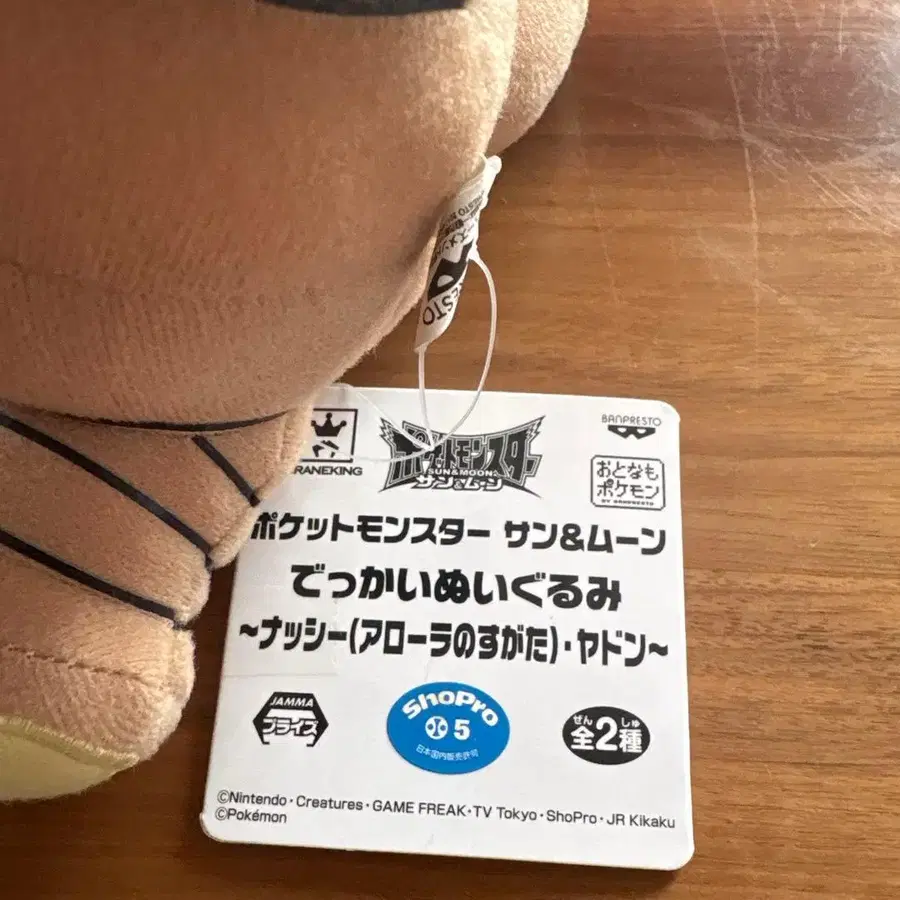 PRESTO
RANEKING
ポケットモンスター
SUN&MOON
サン&ムーン
BANPRESTO
おとなも
ポケモン
BY BANPRESTO
ポケットモンスター サン&ムーン
でっかいぬいぐるみ
~ナッシー(アローラのすがた)・ヤドン~
JAMMA
プライズ
ShoPro
5
日本国内販売許可
ぜん しゅ
全2種
©Nintendo・Creatures・GAME FREAK・TV Tokyo・ShoPro・JR Kikaku
©Pokémon